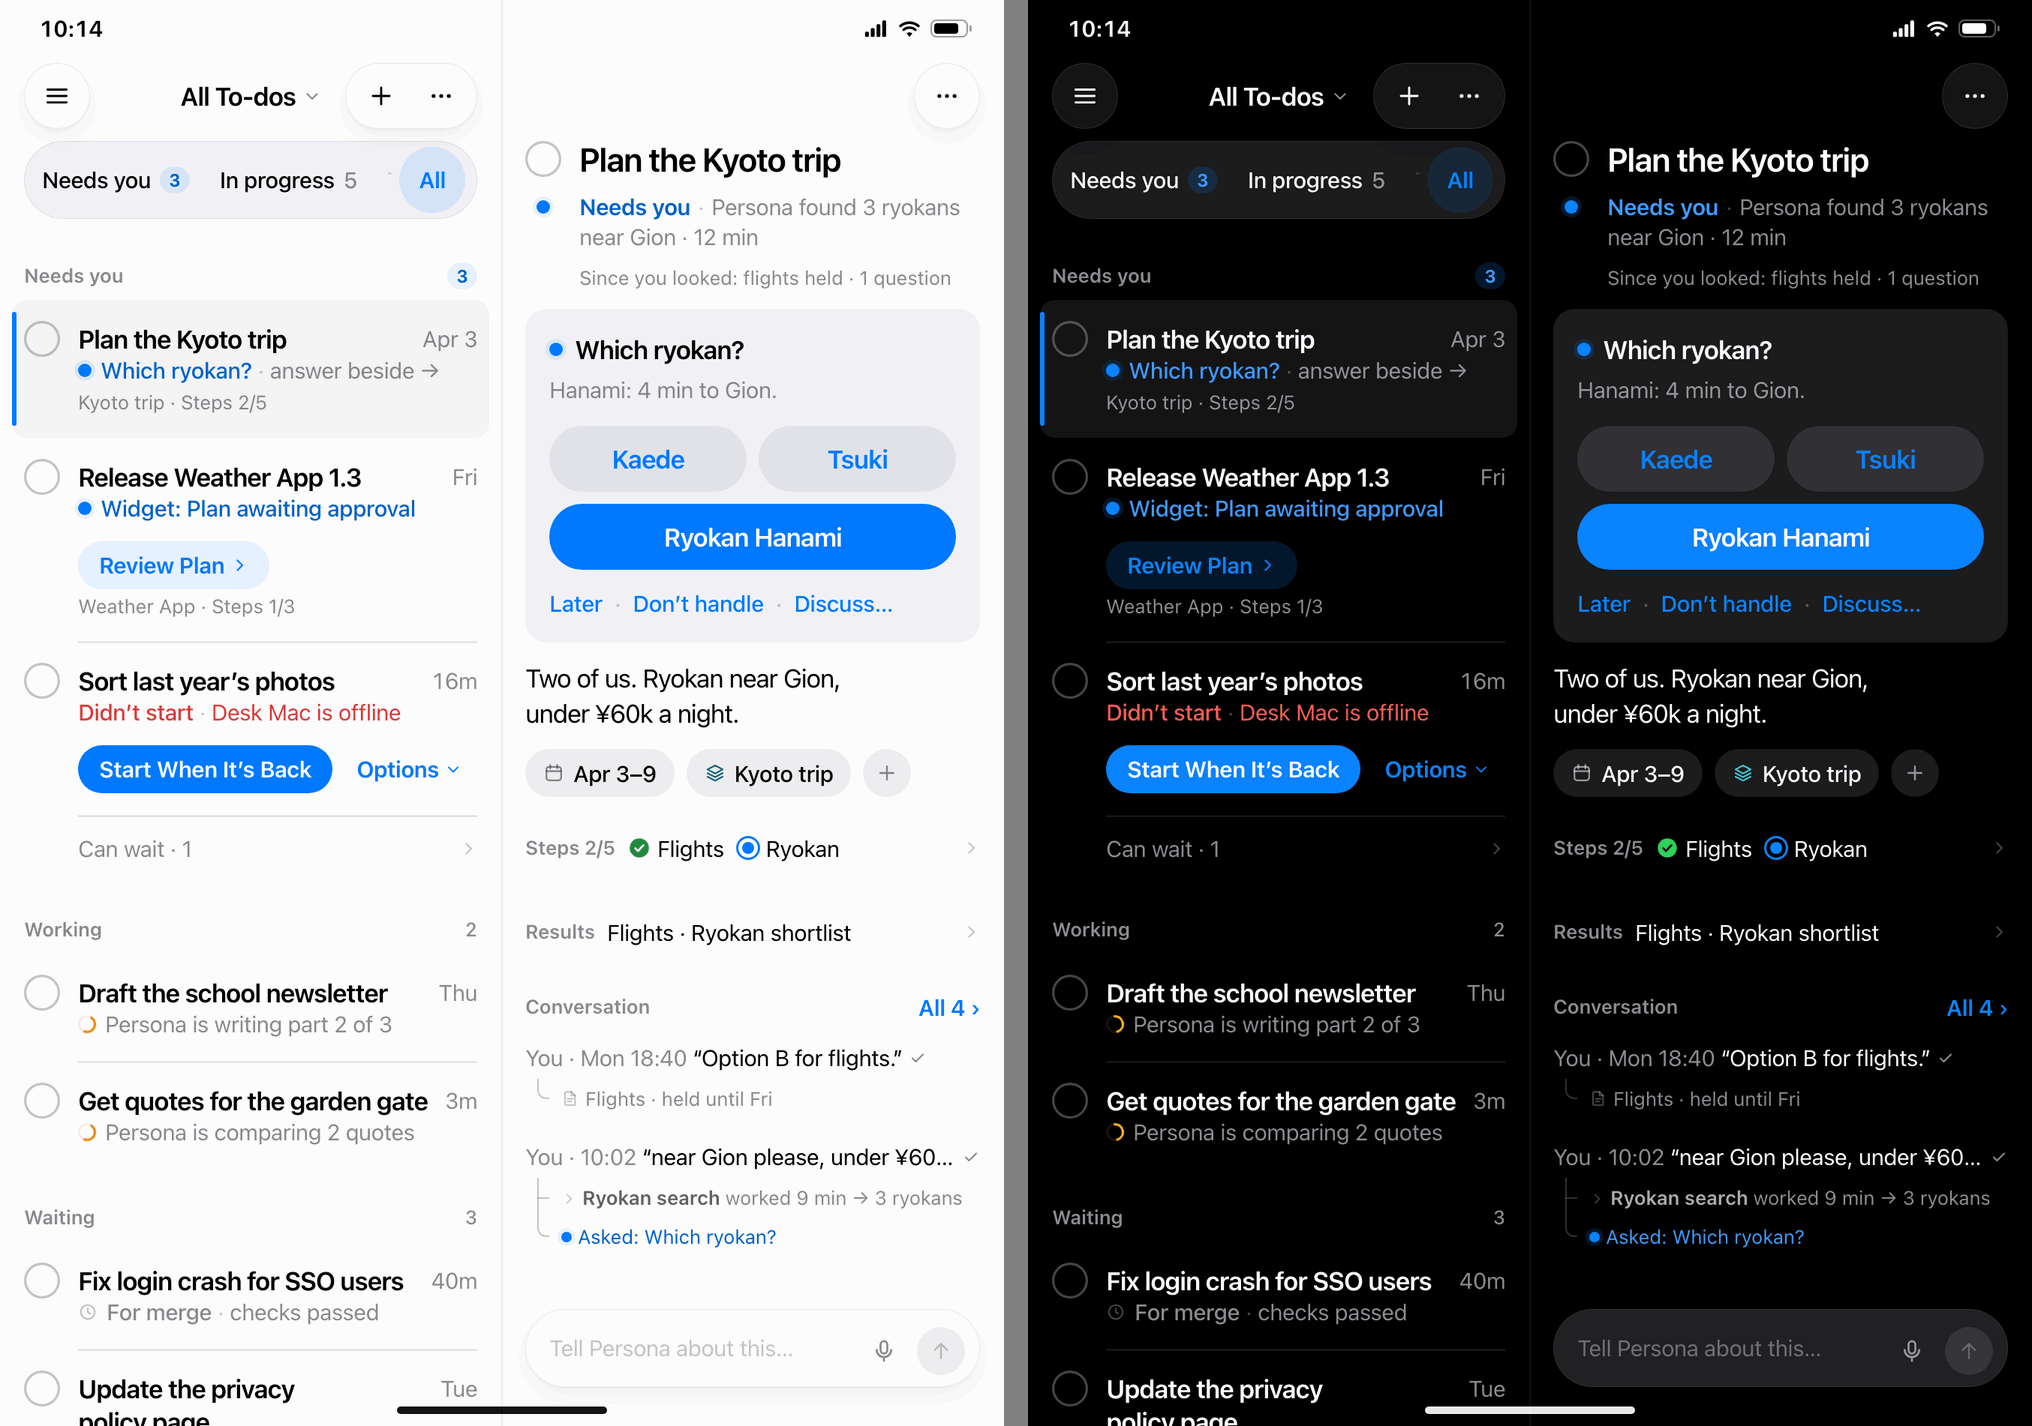 10:14
All To-dos
Needs you 3 In progress 5 All
Needs you 3
Plan the Kyoto trip Apr 3
Which ryokan? · answer beside →
Kyoto trip · Steps 2/5
Release Weather App 1.3 Fri
Widget: Plan awaiting approval
Review Plan
Weather App · Steps 1/3
Sort last year’s photos 16m
Didn’t start · Desk Mac is offline
Start When It’s Back Options
Can wait · 1
Working 2
Draft the school newsletter Thu
Persona is writing part 2 of 3
Get quotes for the garden gate 3m
Persona is comparing 2 quotes
Waiting 3
Fix login crash for SSO users 40m
For merge · checks passed
Update the privacy Tue
policy page
Plan the Kyoto trip
Needs you · Persona found 3 ryokans
near Gion · 12 min
Since you looked: flights held · 1 question
Which ryokan?
Hanami: 4 min to Gion.
Kaede Tsuki
Ryokan Hanami
Later · Don’t handle · Discuss...
Two of us. Ryokan near Gion,
under ¥60k a night.
Apr 3–9 Kyoto trip
Steps 2/5 Flights Ryokan
Results Flights · Ryokan shortlist
Conversation All 4 ›
You · Mon 18:40 “Option B for flights.”
Flights · held until Fri
You · 10:02 “near Gion please, under ¥60...
Ryokan search worked 9 min → 3 ryokans
Asked: Which ryokan?
Tell Persona about this...
10:14
All To-dos
Needs you 3 In progress 5 All
Needs you 3
Plan the Kyoto trip Apr 3
Which ryokan? · answer beside →
Kyoto trip · Steps 2/5
Release Weather App 1.3 Fri
Widget: Plan awaiting approval
Review Plan
Weather App · Steps 1/3
Sort last year’s photos 16m
Didn’t start · Desk Mac is offline
Start When It’s Back Options
Can wait · 1
Working 2
Draft the school newsletter Thu
Persona is writing part 2 of 3
Get quotes for the garden gate 3m
Persona is comparing 2 quotes
Waiting 3
Fix login crash for SSO users 40m
For merge · checks passed
Update the privacy Tue
policy page
Plan the Kyoto trip
Needs you · Persona found 3 ryokans
near Gion · 12 min
Since you looked: flights held · 1 question
Which ryokan?
Hanami: 4 min to Gion.
Kaede Tsuki
Ryokan Hanami
Later · Don’t handle · Discuss...
Two of us. Ryokan near Gion,
under ¥60k a night.
Apr 3–9 Kyoto trip
Steps 2/5 Flights Ryokan
Results Flights · Ryokan shortlist
Conversation All 4 ›
You · Mon 18:40 “Option B for flights.”
Flights · held until Fri
You · 10:02 “near Gion please, under ¥60...
Ryokan search worked 9 min → 3 ryokans
Asked: Which ryokan?
Tell Persona about this...